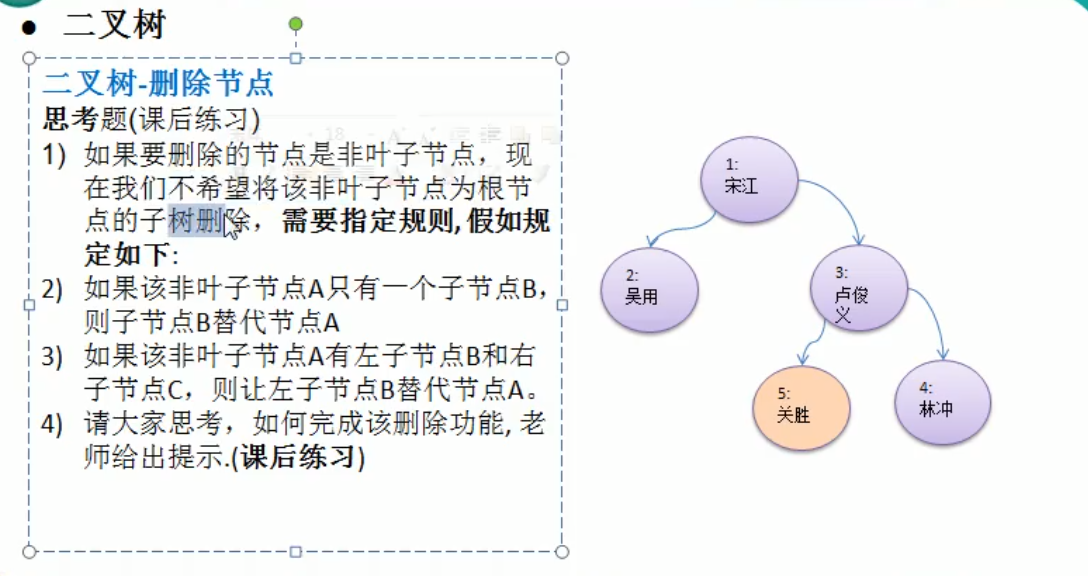 ● 二叉树
二叉树-删除节点
思考题(课后练习)
1) 如果要删除的节点是非叶子节点，现
在我们不希望将该非叶子节点为根节
点的子树删除，需要指定规则, 假如规
定如下:
2) 如果该非叶子节点A只有一个子节点B，
则子节点B替代节点A
3) 如果该非叶子节点A有左子节点B和右
子节点C，则让左子节点B替代节点A。
4) 请大家思考，如何完成该删除功能, 老
师给出提示.(课后练习)
1:
宋江
2:
吴用
3:
卢俊
义
5:
关胜
4:
林冲